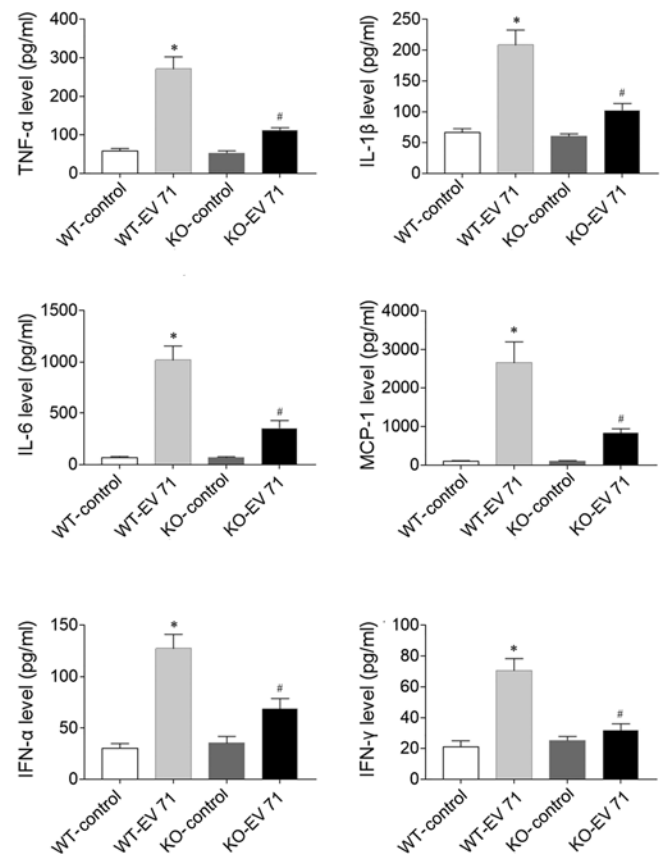 TNF-α level (pg/ml)
400
300
200
100
0
*
#
WT-control
WT-EV 71
KO-control
KO-EV 71
IL-1β level (pg/ml)
250
200
150
100
50
0
*
#
WT-control
WT-EV 71
KO-control
KO-EV 71
IL-6 level (pg/ml)
1500
1000
500
0
*
#
WT-control
WT-EV 71
KO-control
KO-EV 71
MCP-1 level (pg/ml)
4000
3000
2000
1000
0
*
#
WT-control
WT-EV 71
KO-control
KO-EV 71
IFN-α level (pg/ml)
150
100
50
0
*
#
WT-control
WT-EV 71
KO-control
KO-EV 71
IFN-γ level (pg/ml)
100
80
60
40
20
0
*
#
WT-control
WT-EV 71
KO-control
KO-EV 71